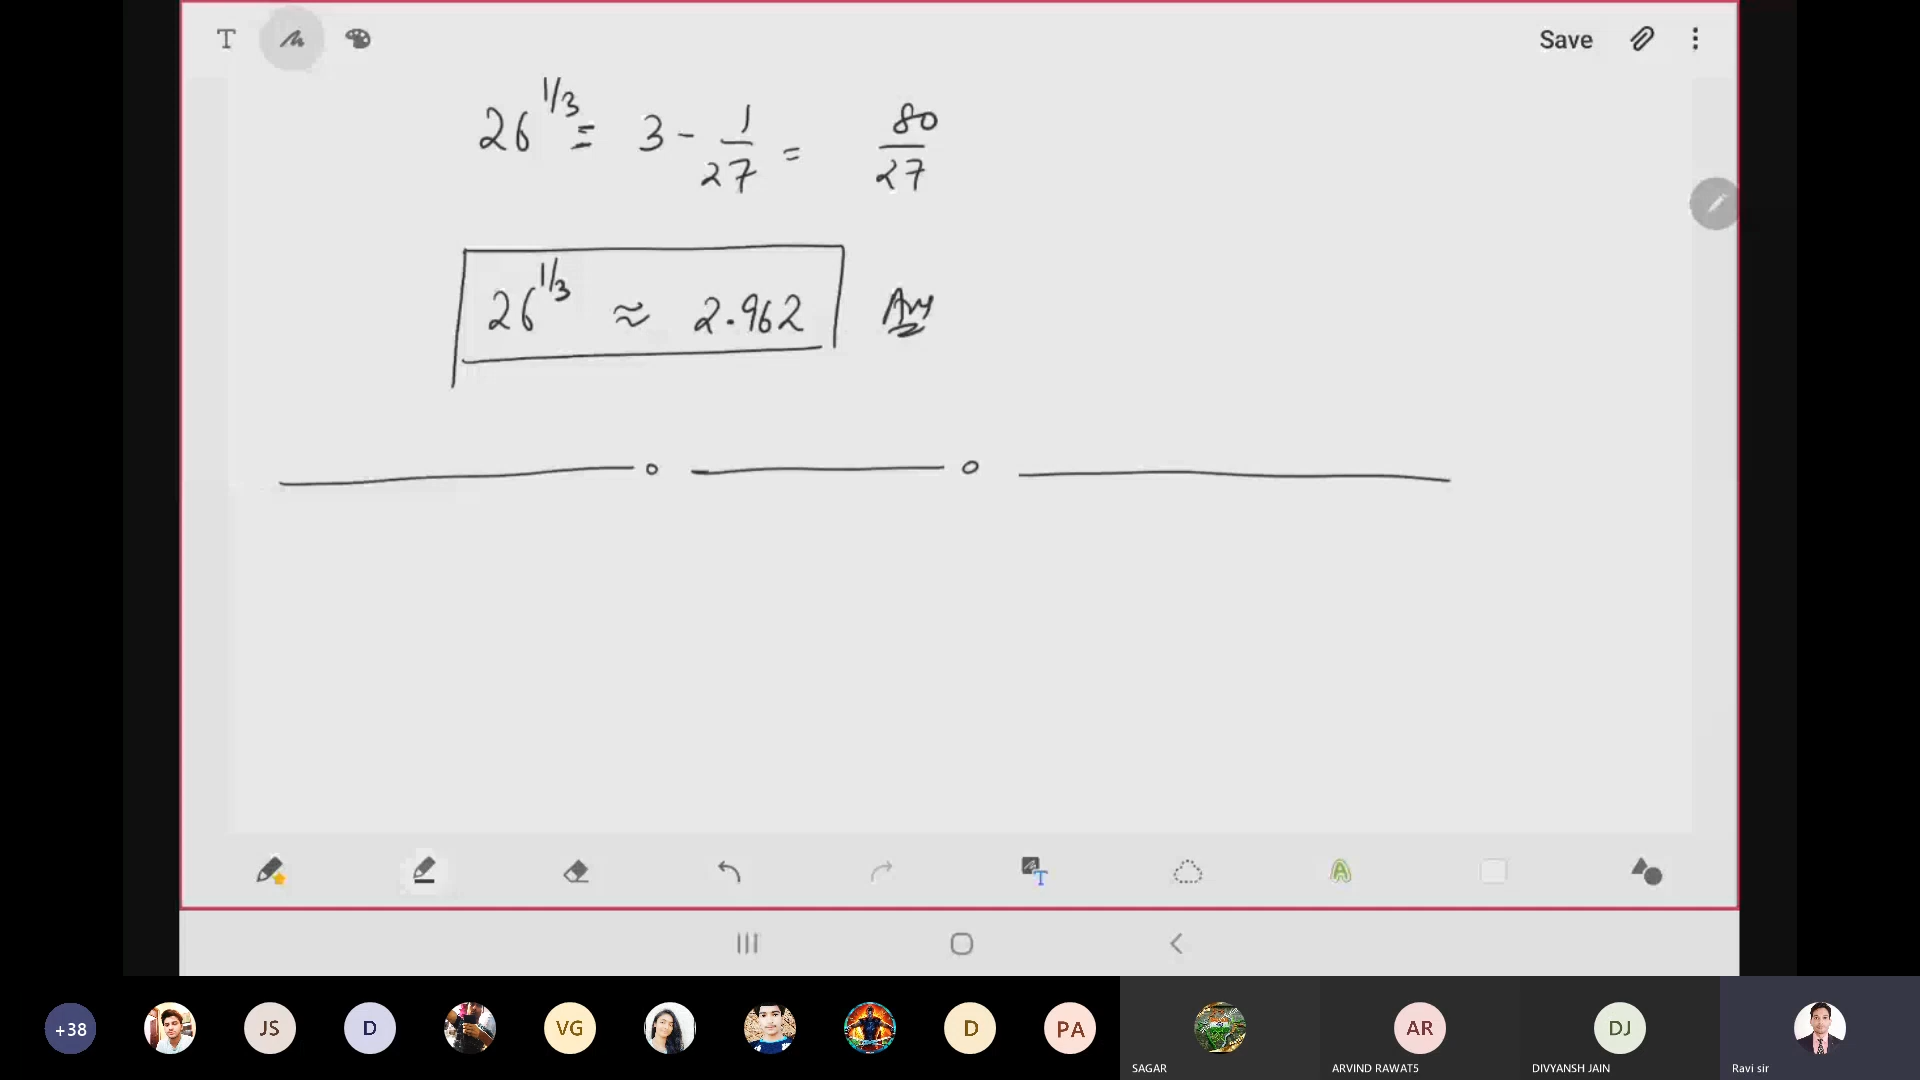 T Save
26^1/3 = 3 - 1/27 = 80/27
26^1/3 ≈ 2.962 Ans
T A
+38 JS D VG D PA AR DJ
SAGAR ARVIND RAWAT5 DIVYANSH JAIN Ravi sir